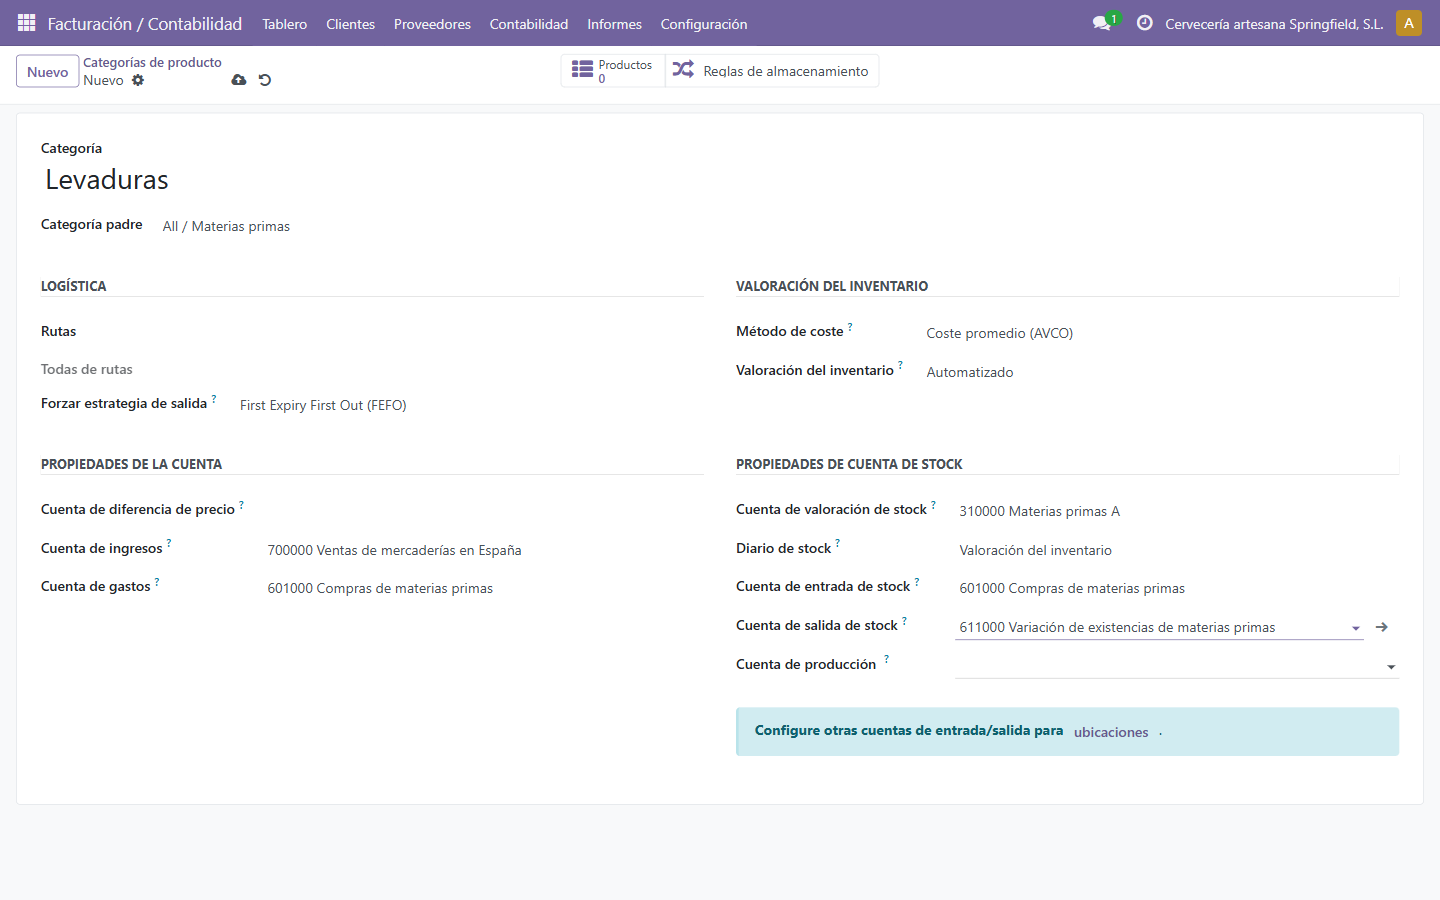 Facturación / Contabilidad Tablero Clientes Proveedores Contabilidad Informes Configuración 1 Cervecería artesana Springfield, S.L. A
Nuevo
Categorías de producto
Nuevo
Productos
0
Reglas de almacenamiento
Categoría
Levaduras
Categoría padre All / Materias primas
LOGÍSTICA
Rutas
Todas de rutas
Forzar estrategia de salida ? First Expiry First Out (FEFO)
VALORACIÓN DEL INVENTARIO
Método de coste ? Coste promedio (AVCO)
Valoración del inventario ? Automatizado
PROPIEDADES DE LA CUENTA
Cuenta de diferencia de precio ?
Cuenta de ingresos ? 700000 Ventas de mercaderías en España
Cuenta de gastos ? 601000 Compras de materias primas
PROPIEDADES DE CUENTA DE STOCK
Cuenta de valoración de stock ? 310000 Materias primas A
Diario de stock ? Valoración del inventario
Cuenta de entrada de stock ? 601000 Compras de materias primas
Cuenta de salida de stock ? 611000 Variación de existencias de materias primas
Cuenta de producción ?
Configure otras cuentas de entrada/salida para ubicaciones .